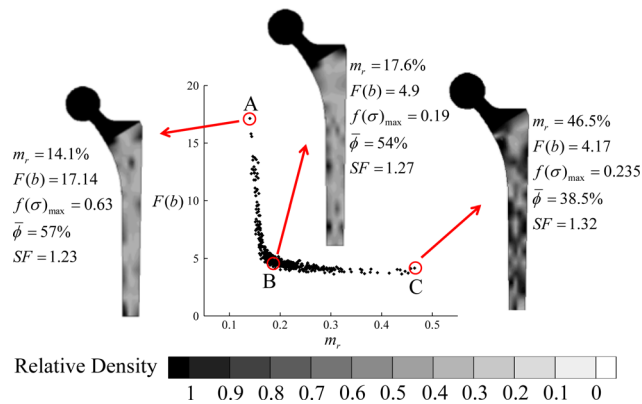 m_r = 17.6%
F(b) = 4.9
f(σ)_max = 0.19
ϕ̅ = 54%
SF = 1.27
m_r = 46.5%
F(b) = 4.17
f(σ)_max = 0.235
ϕ̅ = 38.5%
SF = 1.32
m_r = 14.1%
F(b) = 17.14
f(σ)_max = 0.63
ϕ̅ = 57%
SF = 1.23
20
15
10
5
0
F(b)
A
B
C
0.1 0.2 0.3 0.4 0.5
m_r
Relative Density
1 0.9 0.8 0.7 0.6 0.5 0.4 0.3 0.2 0.1 0